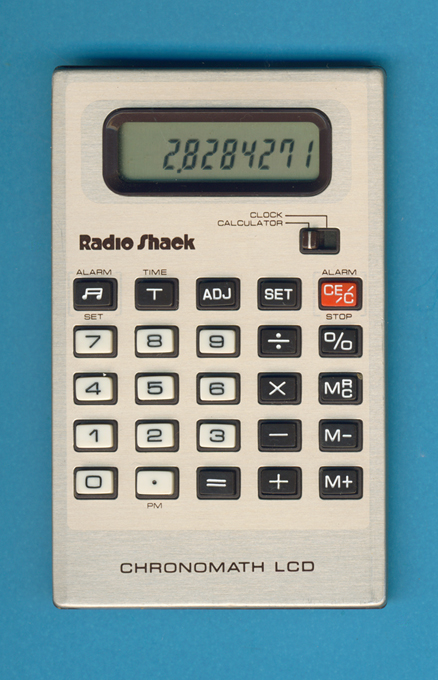 2.8284271
CLOCK
CALCULATOR
Radio Shack
ALARM TIME ALARM
T ADJ SET CE/C
SET STOP
7 8 9 ÷ %
4 5 6 × MRC
1 2 3 − M−
0 . = + M+
PM
CHRONOMATH LCD